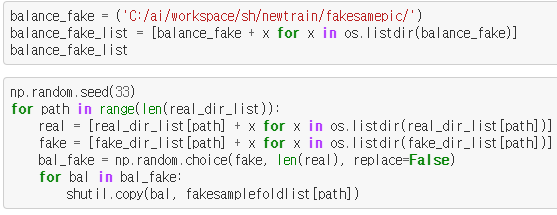 balance_fake = ('C:/ai/workspace/sh/newtrain/fakesamepic/')
balance_fake_list = [balance_fake + x for x in os.listdir(balance_fake)]
balance_fake_list
np.random.seed(33)
for path in range(len(real_dir_list)):
    real = [real_dir_list[path] + x for x in os.listdir(real_dir_list[path])]
    fake = [fake_dir_list[path] + x for x in os.listdir(fake_dir_list[path])]
    bal_fake = np.random.choice(fake, len(real), replace=False)
    for bal in bal_fake:
        shutil.copy(bal, fakesamplefoldlist[path])